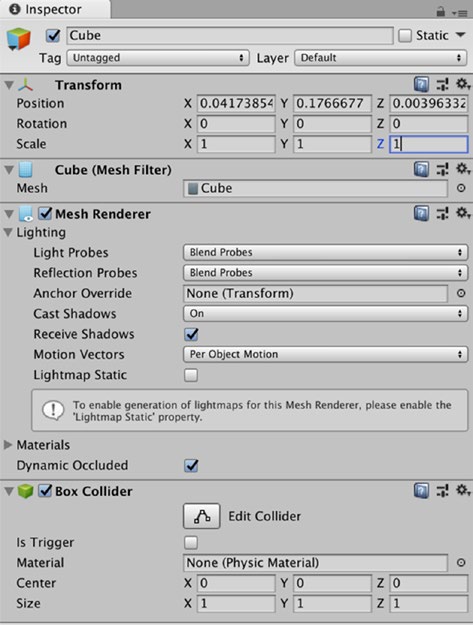 Inspector
Cube Static
Tag Untagged Layer Default
Transform
Position X 0.04173854 Y 0.1766677 Z 0.00396332
Rotation X 0 Y 0 Z 0
Scale X 1 Y 1 Z 1
Cube (Mesh Filter)
Mesh Cube
Mesh Renderer
Lighting
Light Probes Blend Probes
Reflection Probes Blend Probes
Anchor Override None (Transform)
Cast Shadows On
Receive Shadows
Motion Vectors Per Object Motion
Lightmap Static
To enable generation of lightmaps for this Mesh Renderer, please enable the
'Lightmap Static' property.
Materials
Dynamic Occluded
Box Collider
Edit Collider
Is Trigger
Material None (Physic Material)
Center X 0 Y 0 Z 0
Size X 1 Y 1 Z 1